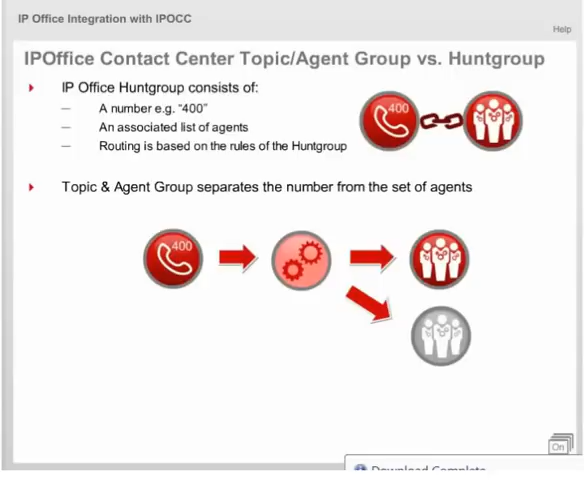 IP Office Integration with IPOCC
Help
IPOffice Contact Center Topic/Agent Group vs. Huntgroup
IP Office Huntgroup consists of:
— A number e.g. “400”
— An associated list of agents
— Routing is based on the rules of the Huntgroup
400
Topic & Agent Group separates the number from the set of agents
400
On
Download Complete